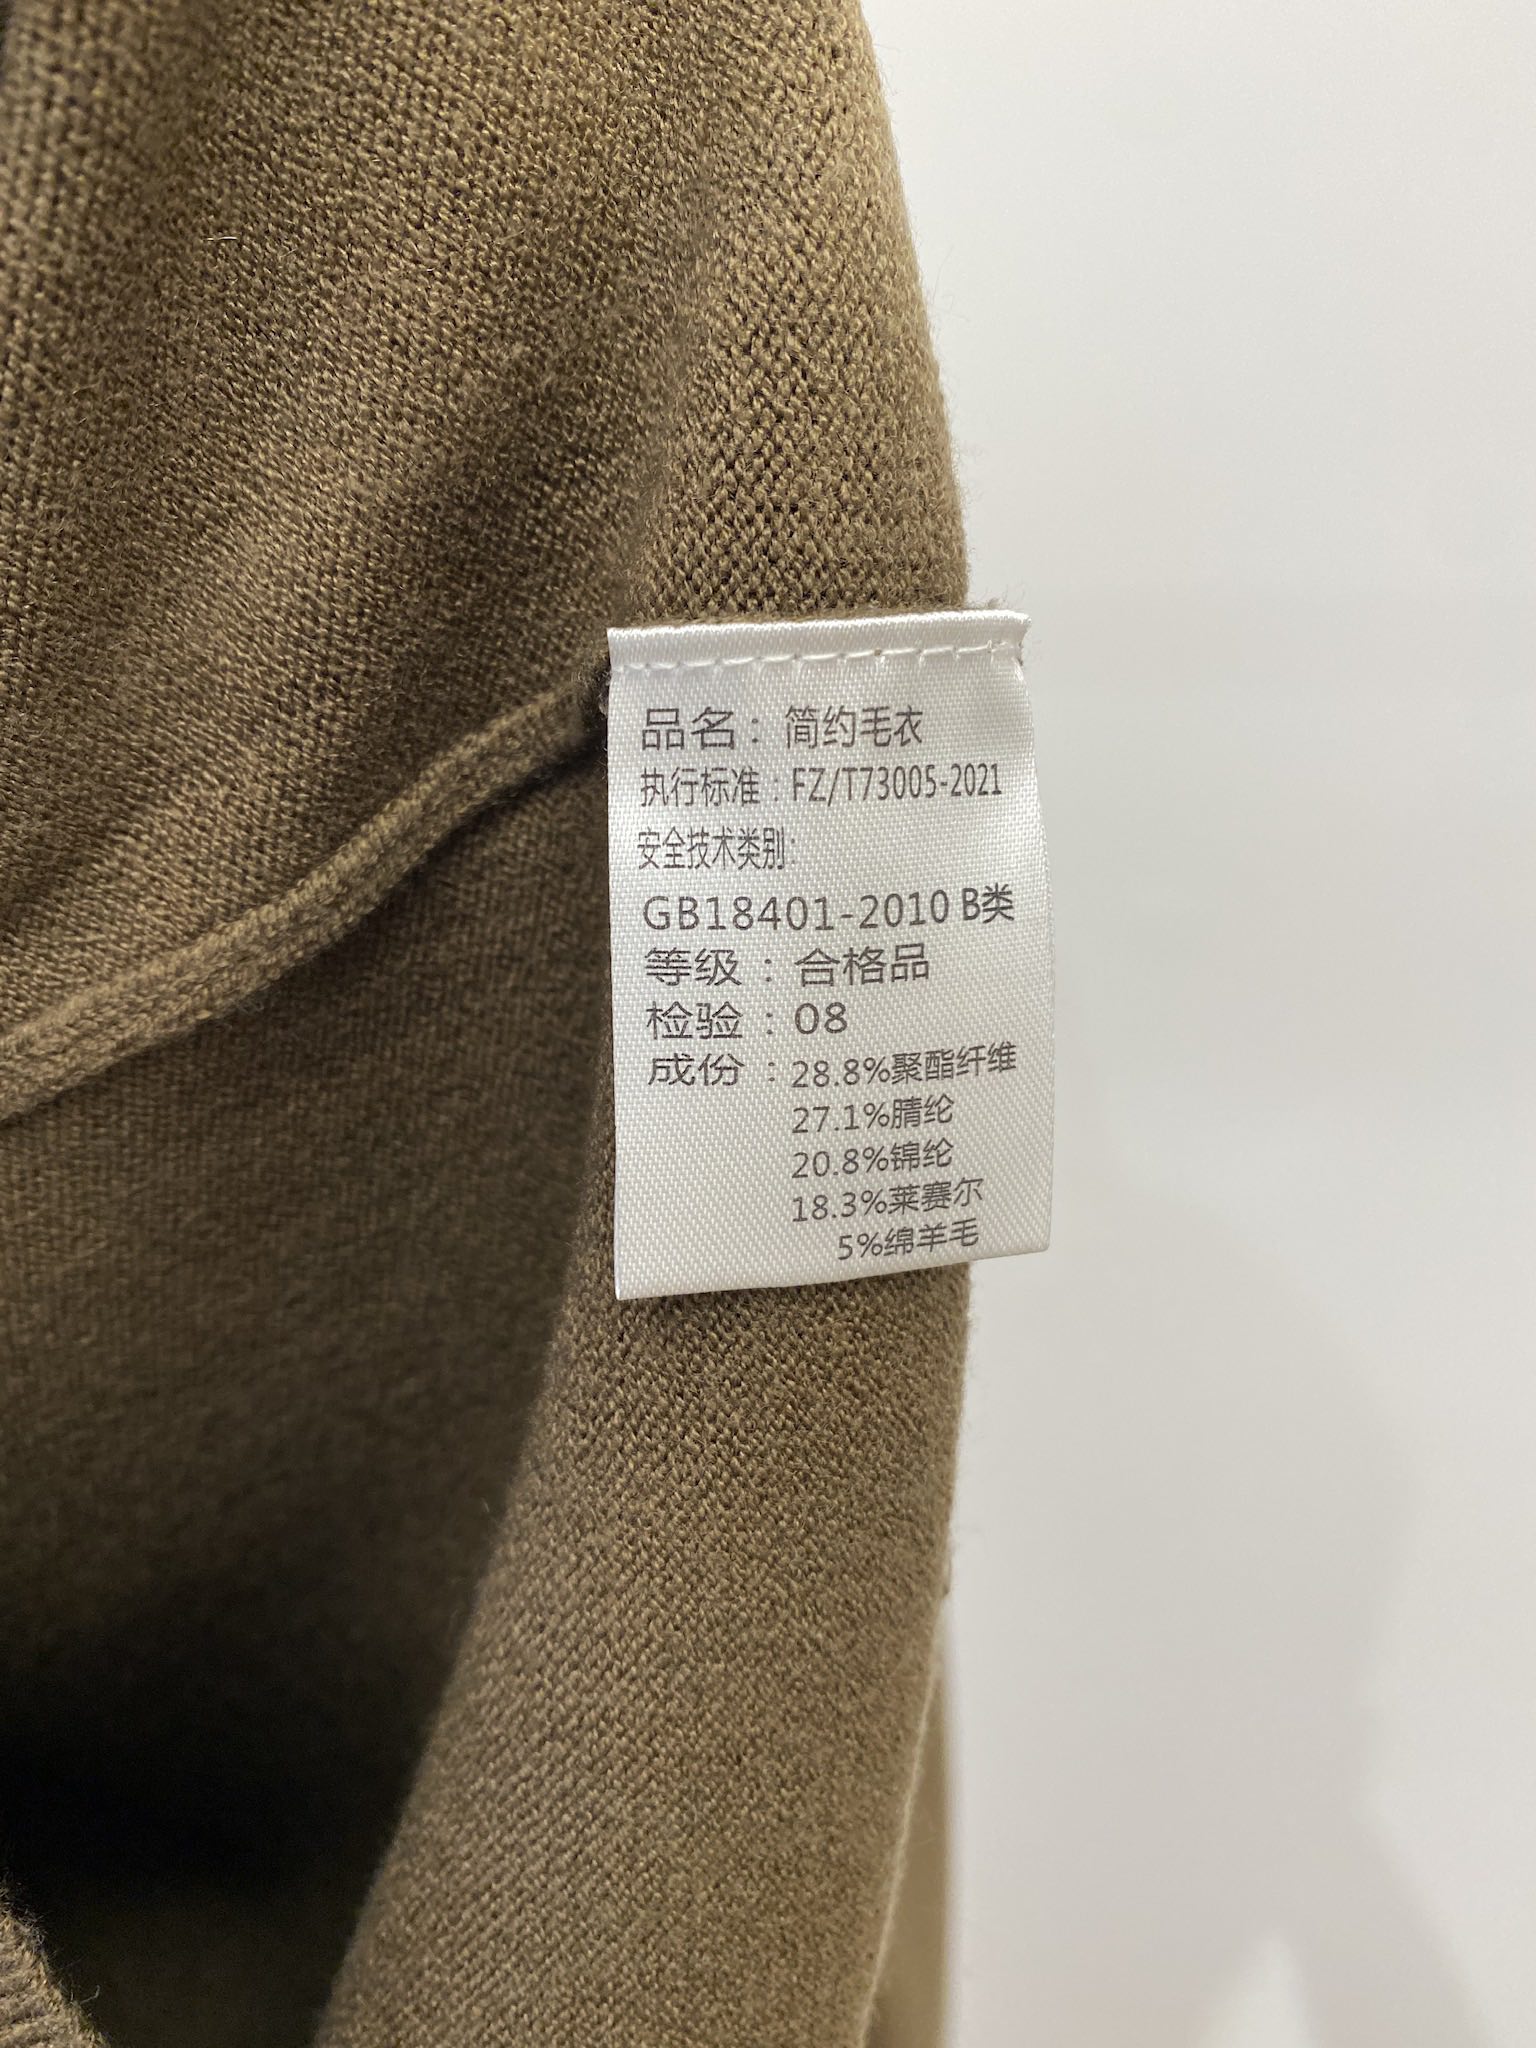 品名：简约毛衣
执行标准：FZ/T73005-2021
安全技术类别:
GB18401-2010 B类
等级：合格品
检验：08
成份：28.8%聚酯纤维
27.1%腈纶
20.8%锦纶
18.3%莱赛尔
5%绵羊毛